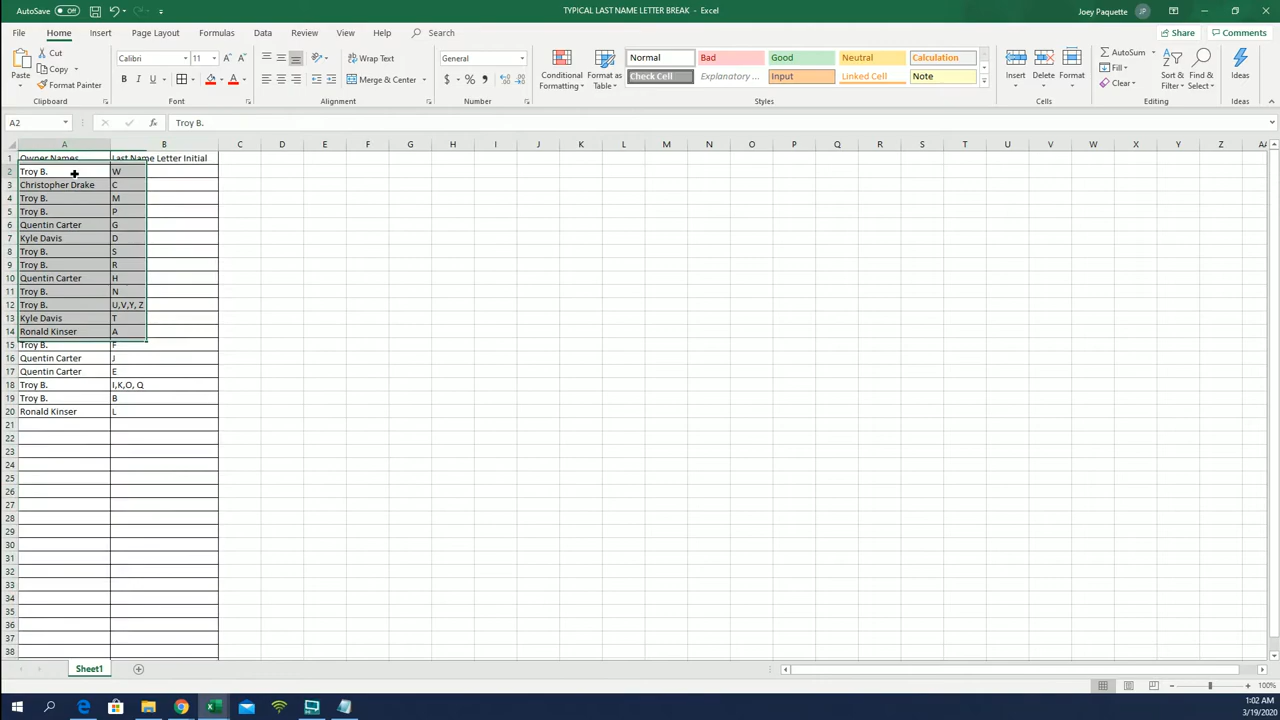 AutoSave Off
TYPICAL LAST NAME LETTER BREAK - Excel
Joey Paquette JP
File Home Insert Page Layout Formulas Data Review View Help Search
Share Comments
Paste Cut Copy Format Painter
Calibri 11
B I U
Wrap Text
Merge & Center
General
$ %
Conditional Formatting Format as Table
Normal Bad Good Neutral Calculation
Check Cell Explanatory ... Input Linked Cell Note
Insert Delete Format
AutoSum Fill Clear
Sort & Filter Find & Select
Ideas
Clipboard Font Alignment Number Styles Cells Editing Ideas
A2 fx Troy B.
A B C D E F G H I J K L M N O P Q R S T U V W X Y Z AA
1 Owner Names Last Name Letter Initial
2 Troy B. W
3 Christopher Drake C
4 Troy B. M
5 Troy B. P
6 Quentin Carter G
7 Kyle Davis D
8 Troy B. S
9 Troy B. R
10 Quentin Carter H
11 Troy B. N
12 Troy B. U,V,Y, Z
13 Kyle Davis T
14 Ronald Kinser A
15 Troy B. F
16 Quentin Carter J
17 Quentin Carter E
18 Troy B. I,K,O, Q
19 Troy B. B
20 Ronald Kinser L
21
22
23
24
25
26
27
28
29
30
31
32
33
34
35
36
37
38
Sheet1
100%
1:02 AM
3/19/2020